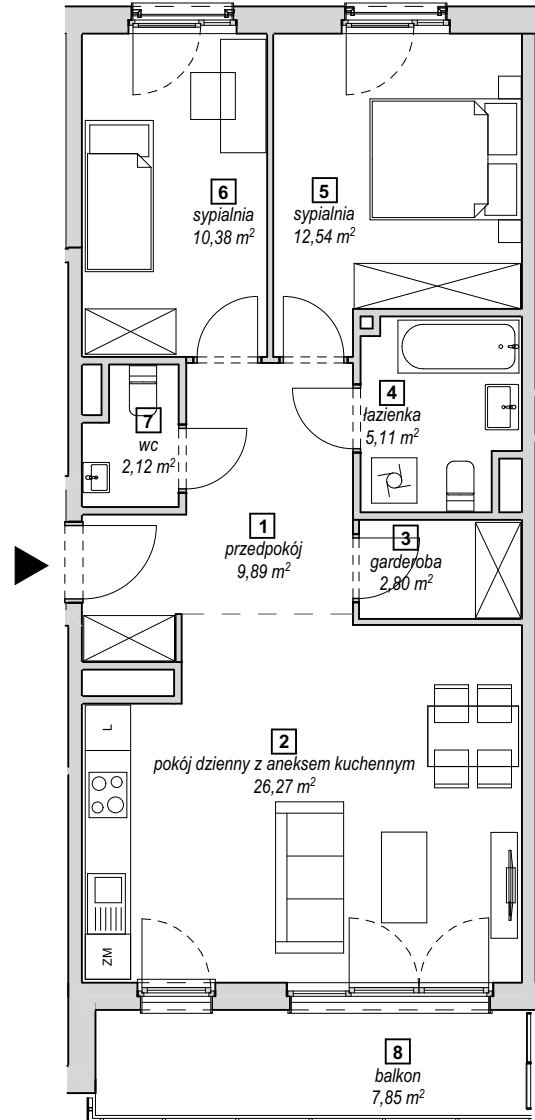 6
sypialnia
10,38 m²
5
sypialnia
12,54 m²
4
łazienka
5,11 m²
7
wc
2,12 m²
1
przedpokój
9,89 m²
3
garderoba
2,80 m²
L
2
pokój dzienny z aneksem kuchennym
26,27 m²
ZM
8
balkon
7,85 m²